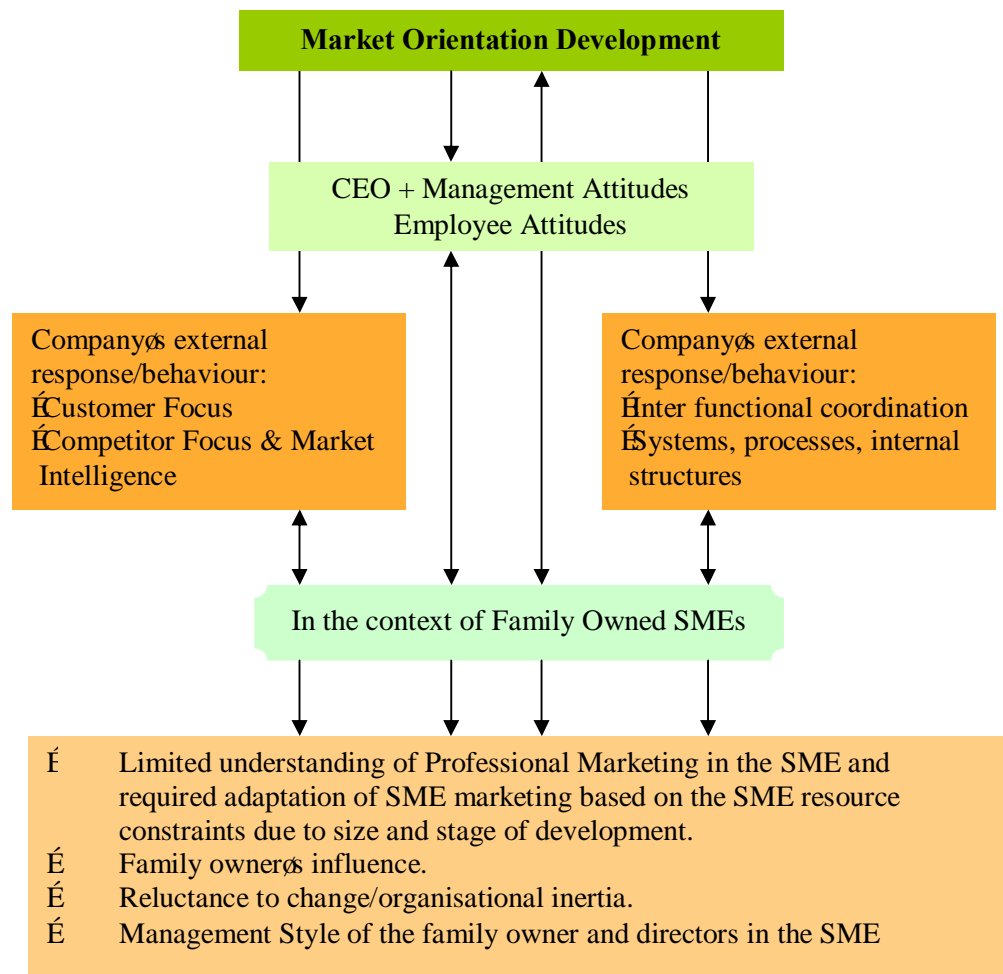 Market Orientation Development
CEO + Management Attitudes
Employee Attitudes
Companyøs external
response/behaviour:
ÉCustomer Focus
ÉCompetitor Focus & Market
Intelligence
Companyøs external
response/behaviour:
ÉInter functional coordination
ÉSystems, processes, internal
structures
In the context of Family Owned SMEs
É Limited understanding of Professional Marketing in the SME and
required adaptation of SME marketing based on the SME resource
constraints due to size and stage of development.
É Family ownerøs influence.
É Reluctance to change/organisational inertia.
É Management Style of the family owner and directors in the SME